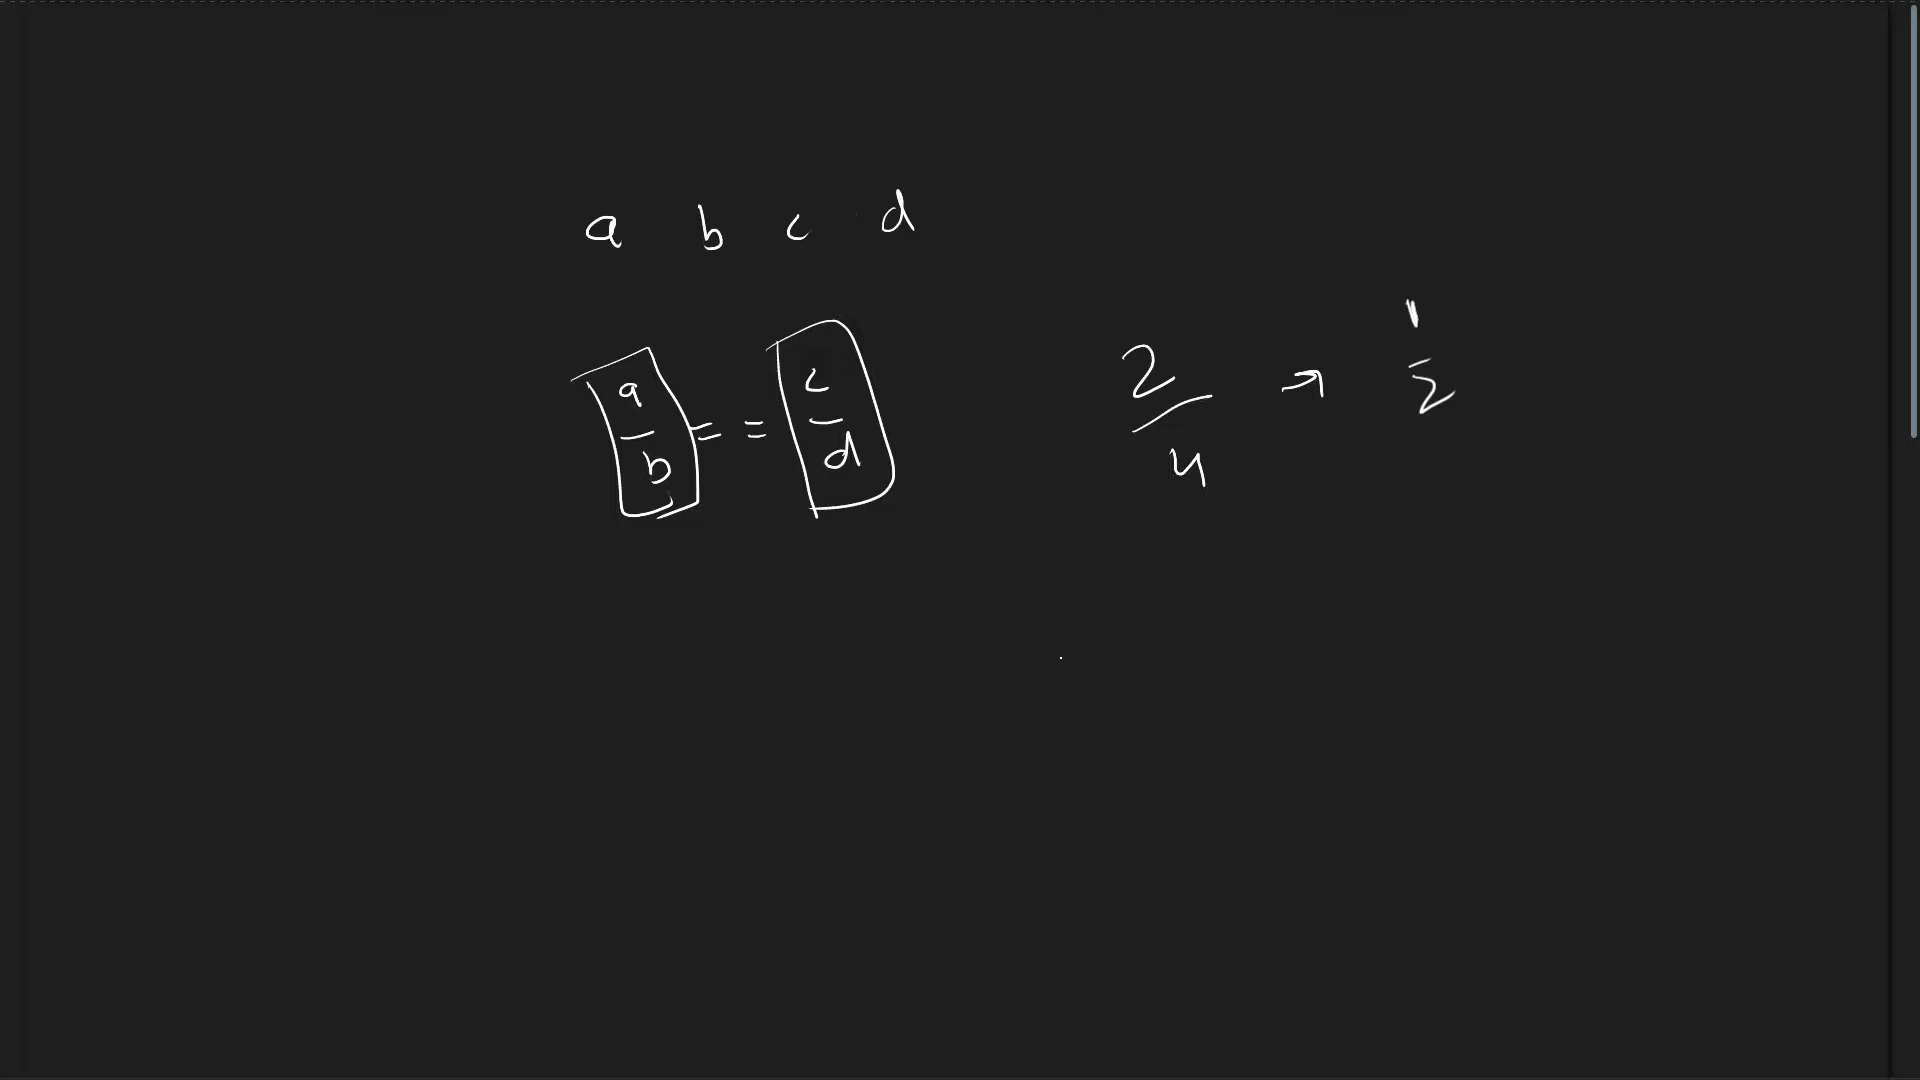 a b c d
a/b == c/d
2/4 → 1/2